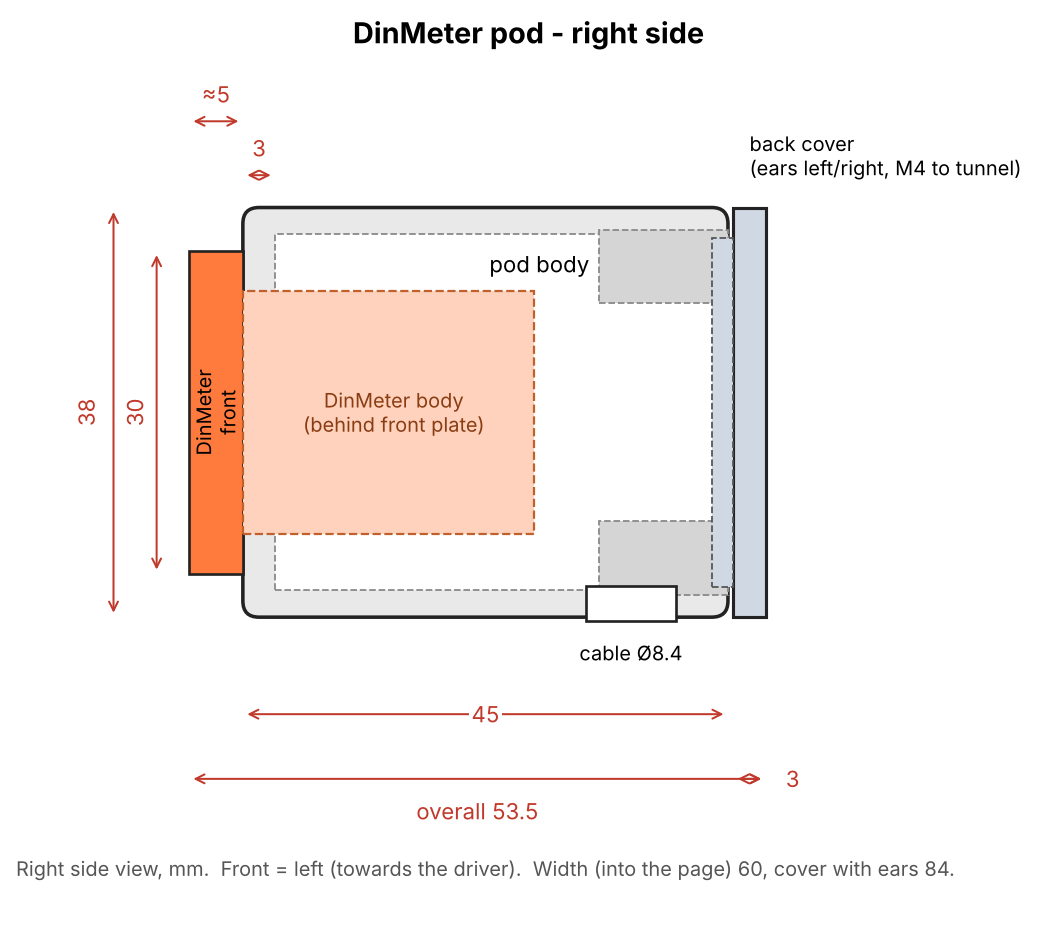 DinMeter pod - right side
≈5
3
back cover
(ears left/right, M4 to tunnel)
pod body
38
30
DinMeter
front
DinMeter body
(behind front plate)
cable Ø8.4
45
3
overall 53.5
Right side view, mm. Front = left (towards the driver). Width (into the page) 60, cover with ears 84.